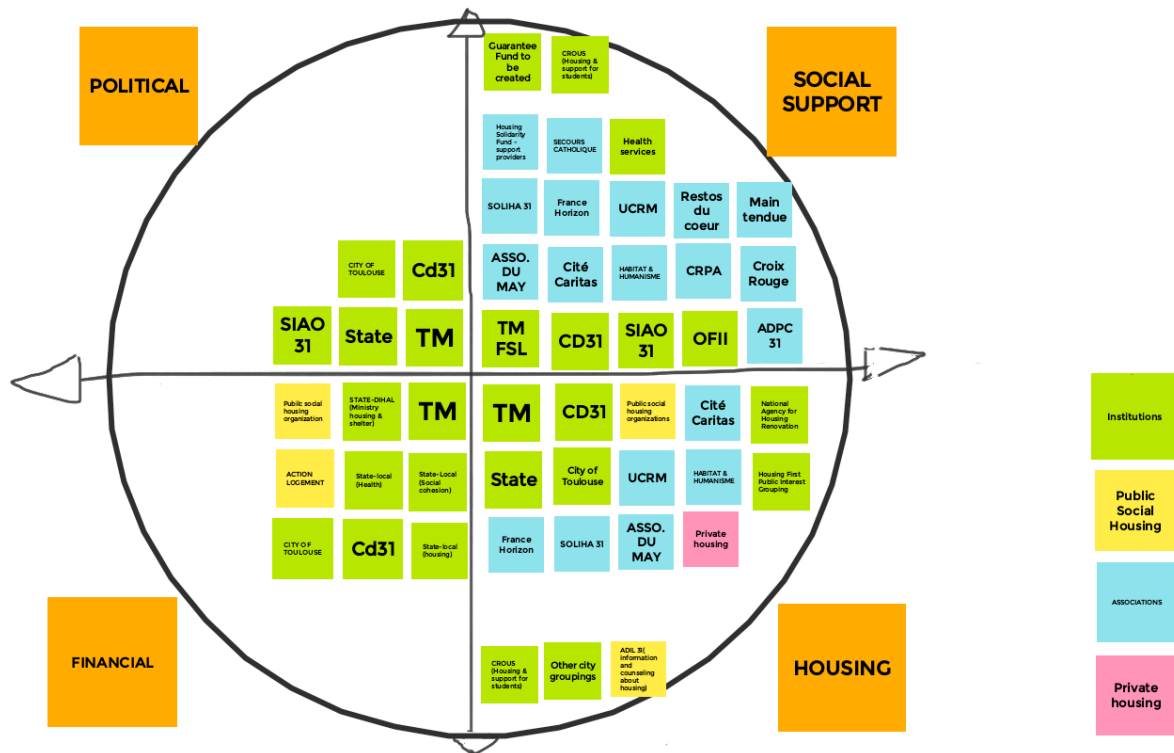 POLITICAL
SOCIAL
SUPPORT
Guarantee
Fund to
be
created
CROUS
(Housing &
support for
students)
Housing
Solidarity
Fund -
support
providers
SECOURS
CATHOLIQUE
Health
services
SOLIHA 31
France
Horizon
UCRM
Restos
du
coeur
Main
tendue
CITY OF
TOULOUSE
Cd31
ASSO.
DU
MAY
Cité
Caritas
HABITAT &
HUMANISME
CRPA
Croix
Rouge
SIAO
31
State
TM
TM
FSL
CD31
SIAO
31
OFII
ADPC
31
Public social
housing
organization
STATE-DIHAL
(Ministry
housing &
shelter)
TM
TM
CD31
Public social
housing
organizations
Cité
Caritas
National
Agency for
Housing
Renovation
ACTION
LOGEMENT
State-local
(Health)
State-Local
(Social
cohesion)
State
City of
Toulouse
UCRM
HABITAT &
HUMANISME
Housing First
Public Interest
Grouping
CITY OF
TOULOUSE
Cd31
State-local
(housing)
France
Horizon
SOLIHA 31
ASSO.
DU
MAY
Private
housing
FINANCIAL
HOUSING
CROUS
(Housing &
support for
students)
Other city
groupings
ADIL 31(
information
and
counseling
about
housing)
Institutions
Public
Social
Housing
ASSOCIATIONS
Private
housing